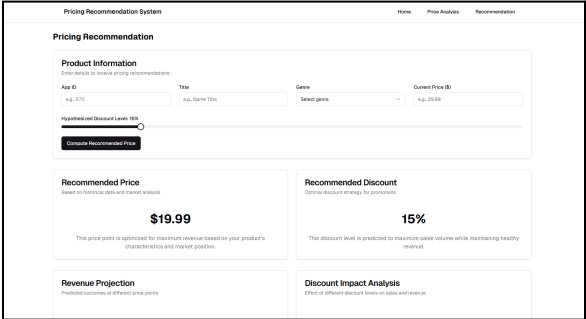 Pricing Recommendation System
Home Price Analysis Recommendation
Pricing Recommendation
Product Information
Enter details to receive pricing recommendations
App ID Title Genre Current Price ($)
e.g., 570 e.g., Game Title Select genre e.g., 29.99
Hypothesized Discount Level: 15%
Compute Recommended Price
Recommended Price
Based on historical data and market analysis
$19.99
This price point is optimized for maximum revenue based on your product's
characteristics and market position.
Recommended Discount
Optimal discount strategy for promotions
15%
This discount level is predicted to maximize sales volume while maintaining healthy
revenue.
Revenue Projection
Predicted outcomes at different price points
Discount Impact Analysis
Effect of different discount levels on sales and revenue